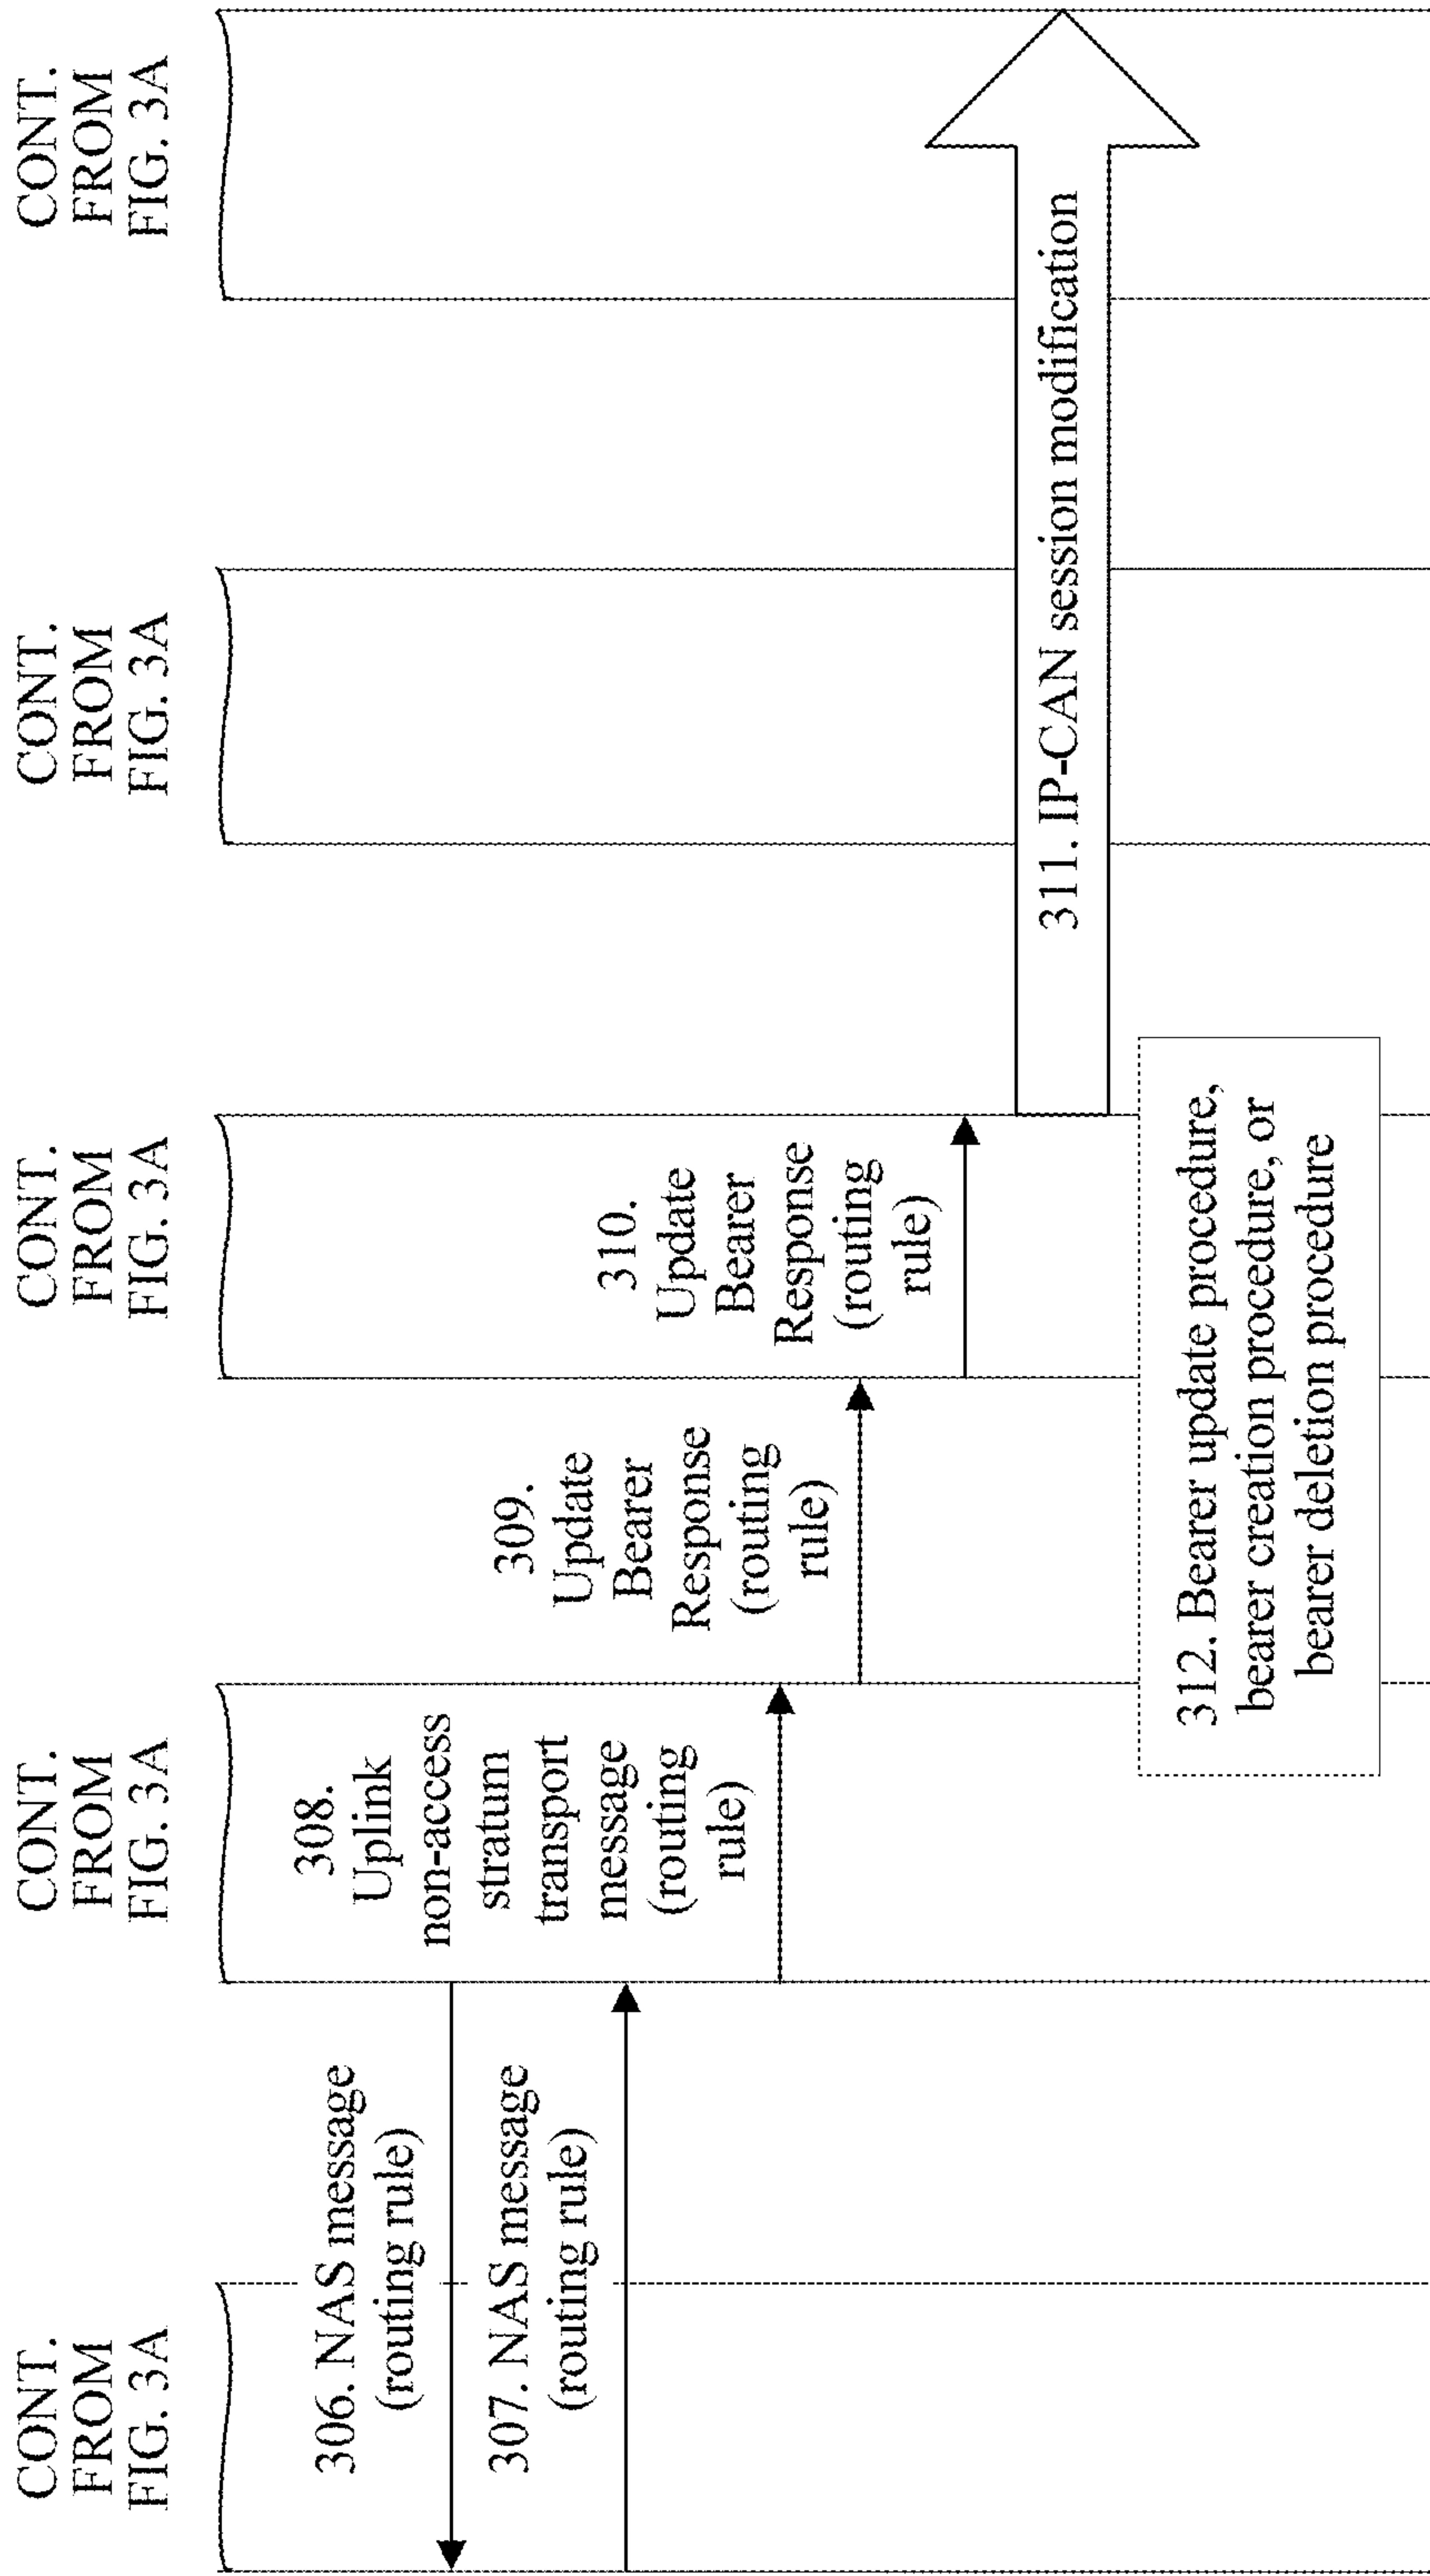 CONT.
FROM
FIG. 3A
CONT.
FROM
FIG. 3A
CONT.
FROM
FIG. 3A
CONT.
FROM
FIG. 3A
CONT.
FROM
FIG. 3A
306. NAS message
(routing rule)
307. NAS message
(routing rule)
308.
Uplink
non-access
stratum
transport
message
(routing
rule)
309.
Update
Bearer
Response
(routing
rule)
310.
Update
Bearer
Response
(routing
rule)
311. IP-CAN session modification
312. Bearer update procedure,
bearer creation procedure, or
bearer deletion procedure